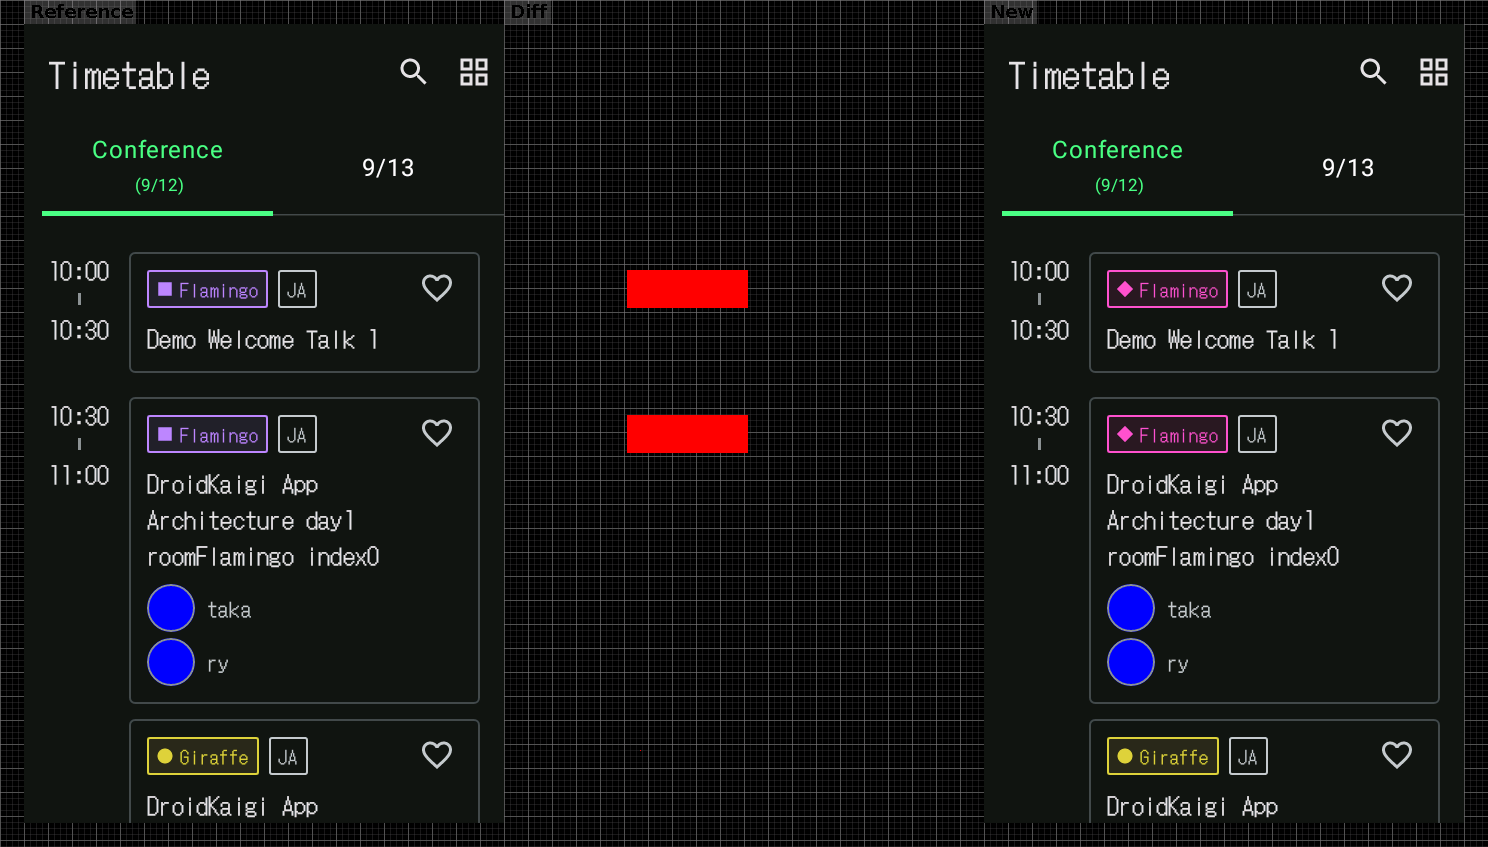 Reference
Diff
New
Timetable
Conference
(9/12)
9/13
10:00
10:30
Flamingo
JA
Demo Welcome Talk 1
10:30
11:00
Flamingo
JA
DroidKaigi App
Architecture day1
roomFlamingo index0
taka
ry
Giraffe
JA
DroidKaigi App
Timetable
Conference
(9/12)
9/13
10:00
10:30
Flamingo
JA
Demo Welcome Talk 1
10:30
11:00
Flamingo
JA
DroidKaigi App
Architecture day1
roomFlamingo index0
taka
ry
Giraffe
JA
DroidKaigi App